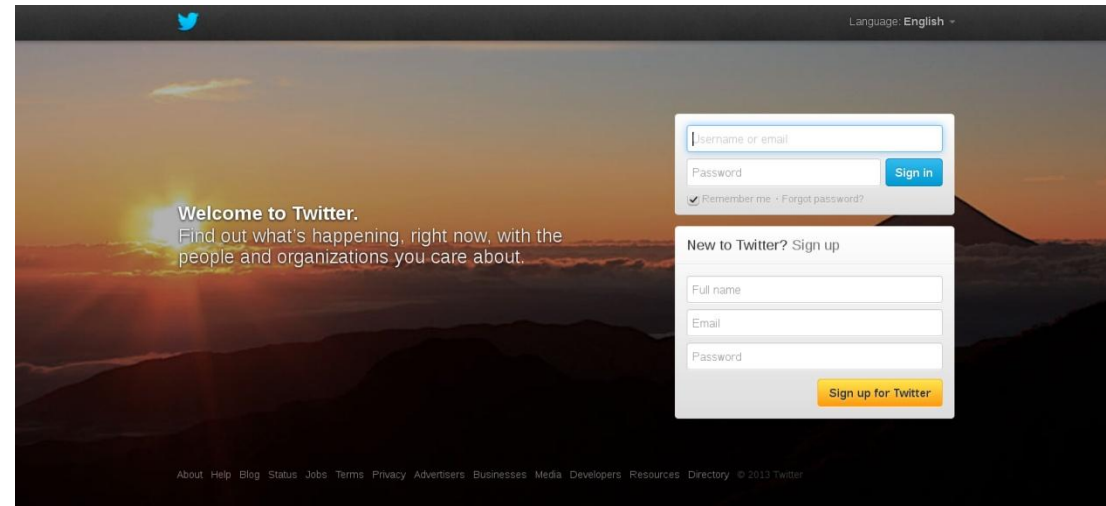 Language: English
Username or email
Password
Sign in
Remember me · Forgot password?
Welcome to Twitter.
Find out what's happening, right now, with the
people and organizations you care about.
New to Twitter? Sign up
Full name
Email
Password
Sign up for Twitter
About Help Blog Status Jobs Terms Privacy Advertisers Businesses Media Developers Resources Directory © 2013 Twitter